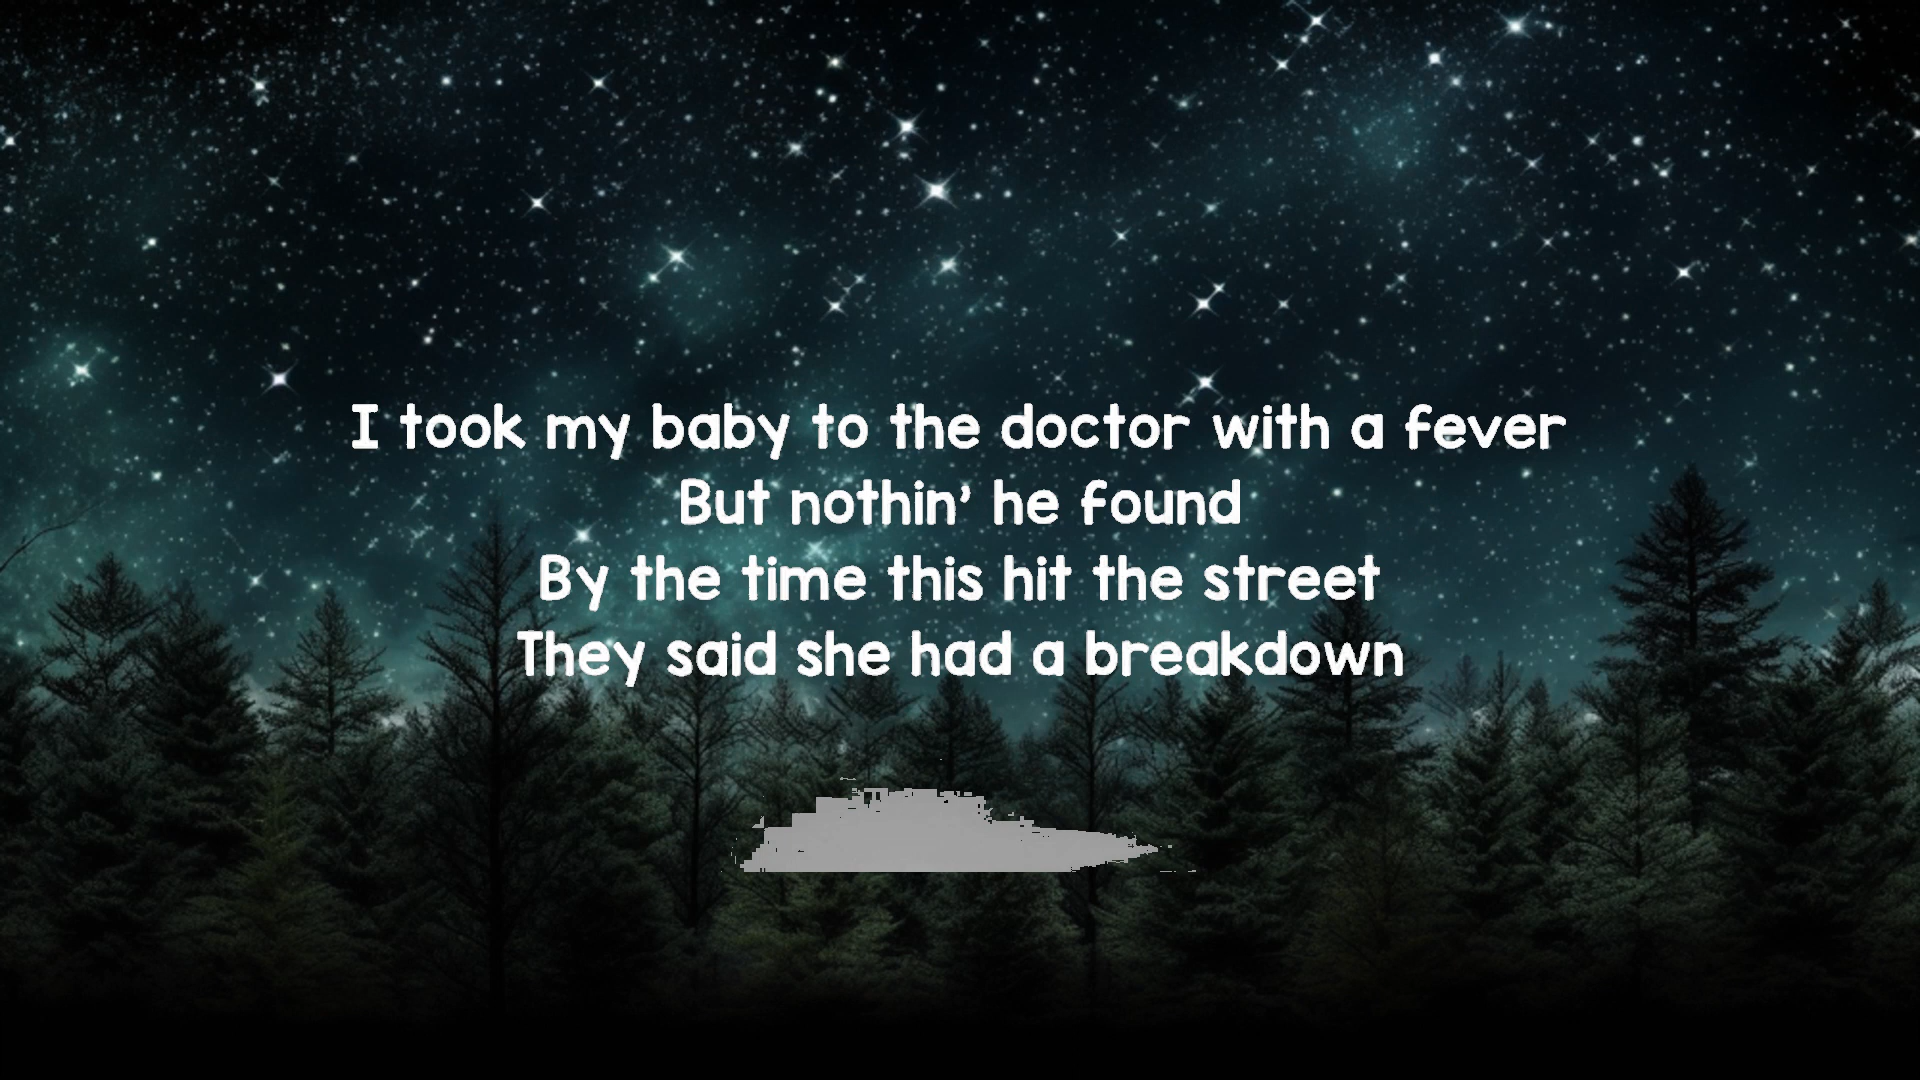 I took my baby to the doctor with a fever
But nothin' he found
By the time this hit the street
They said she had a breakdown